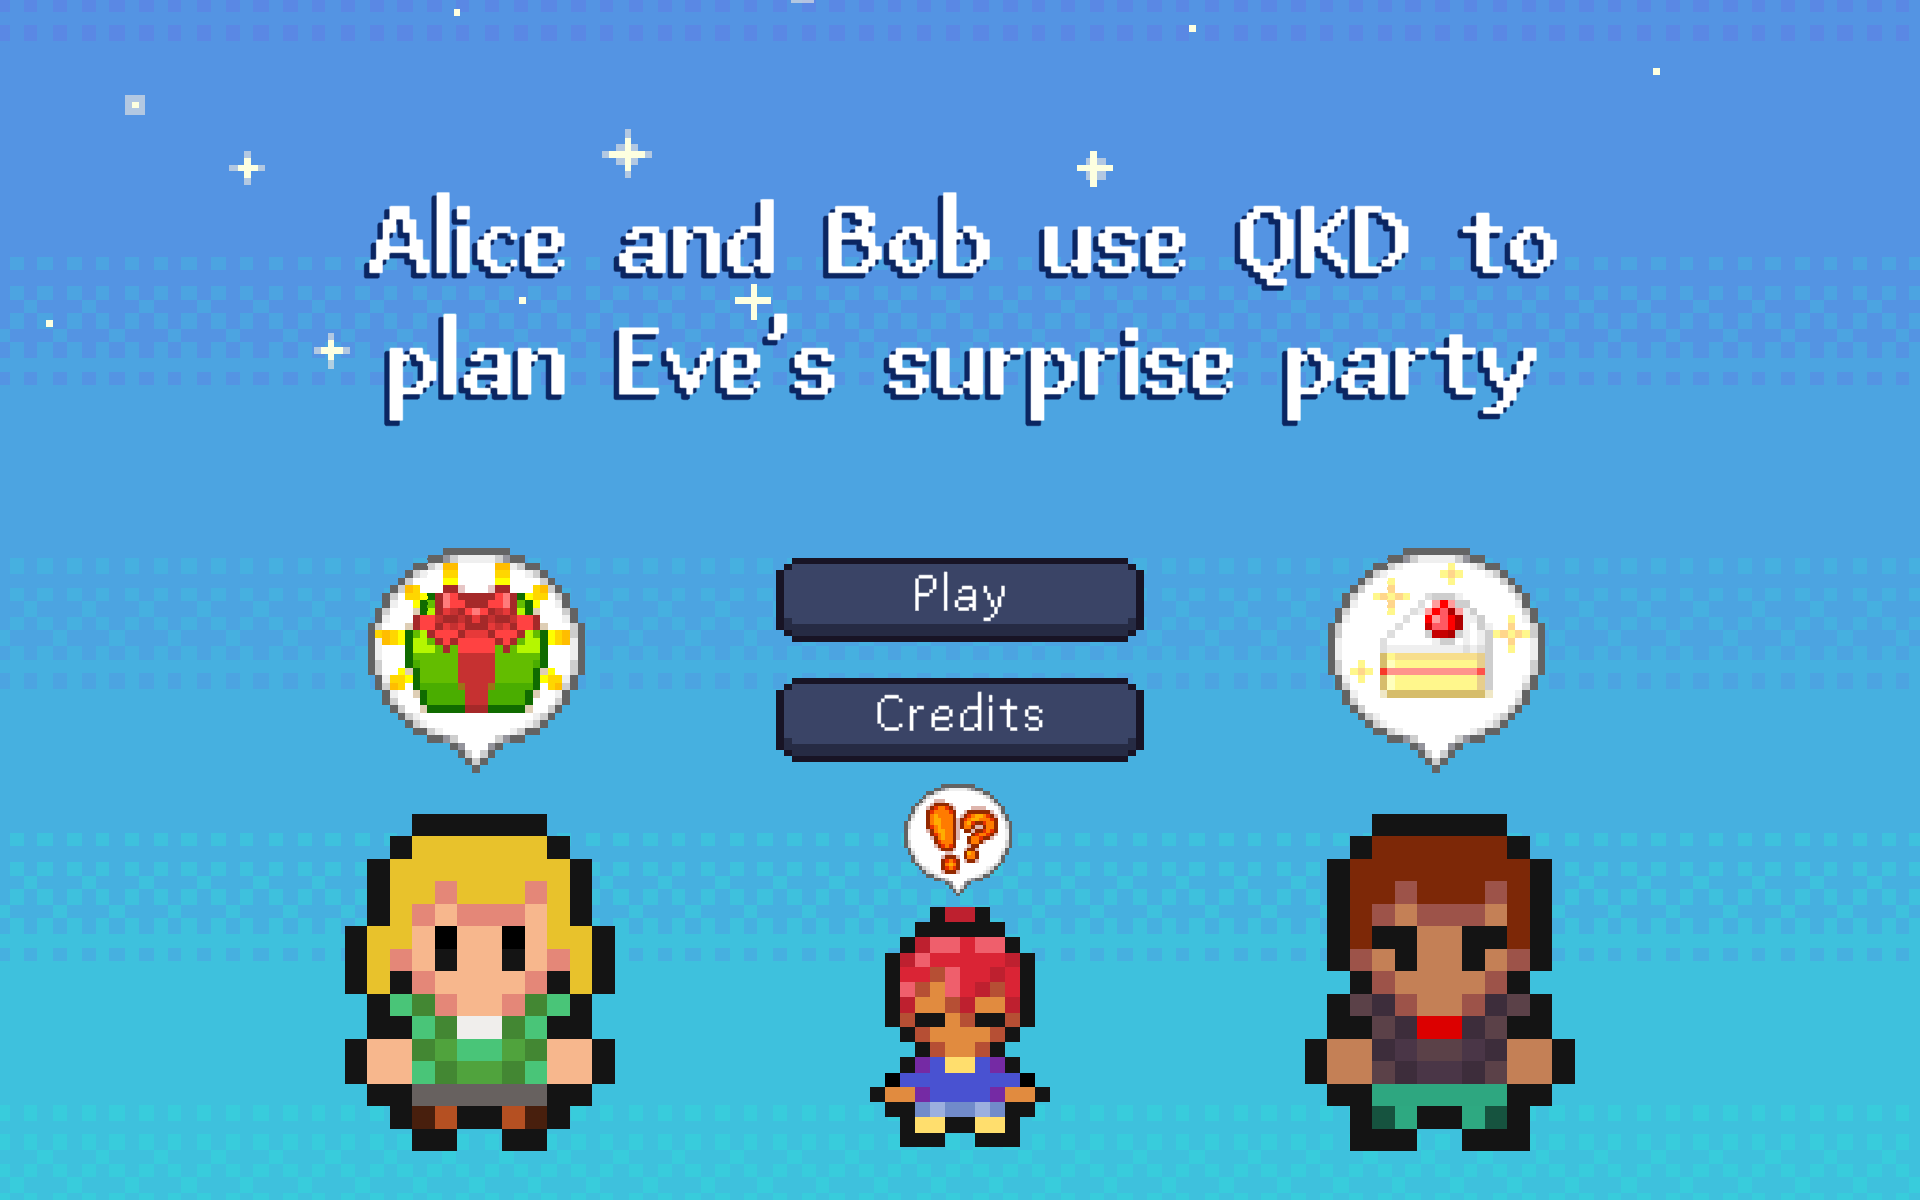 Alice and Bob use QKD to
plan Eve's surprise party
Play
Credits
!?